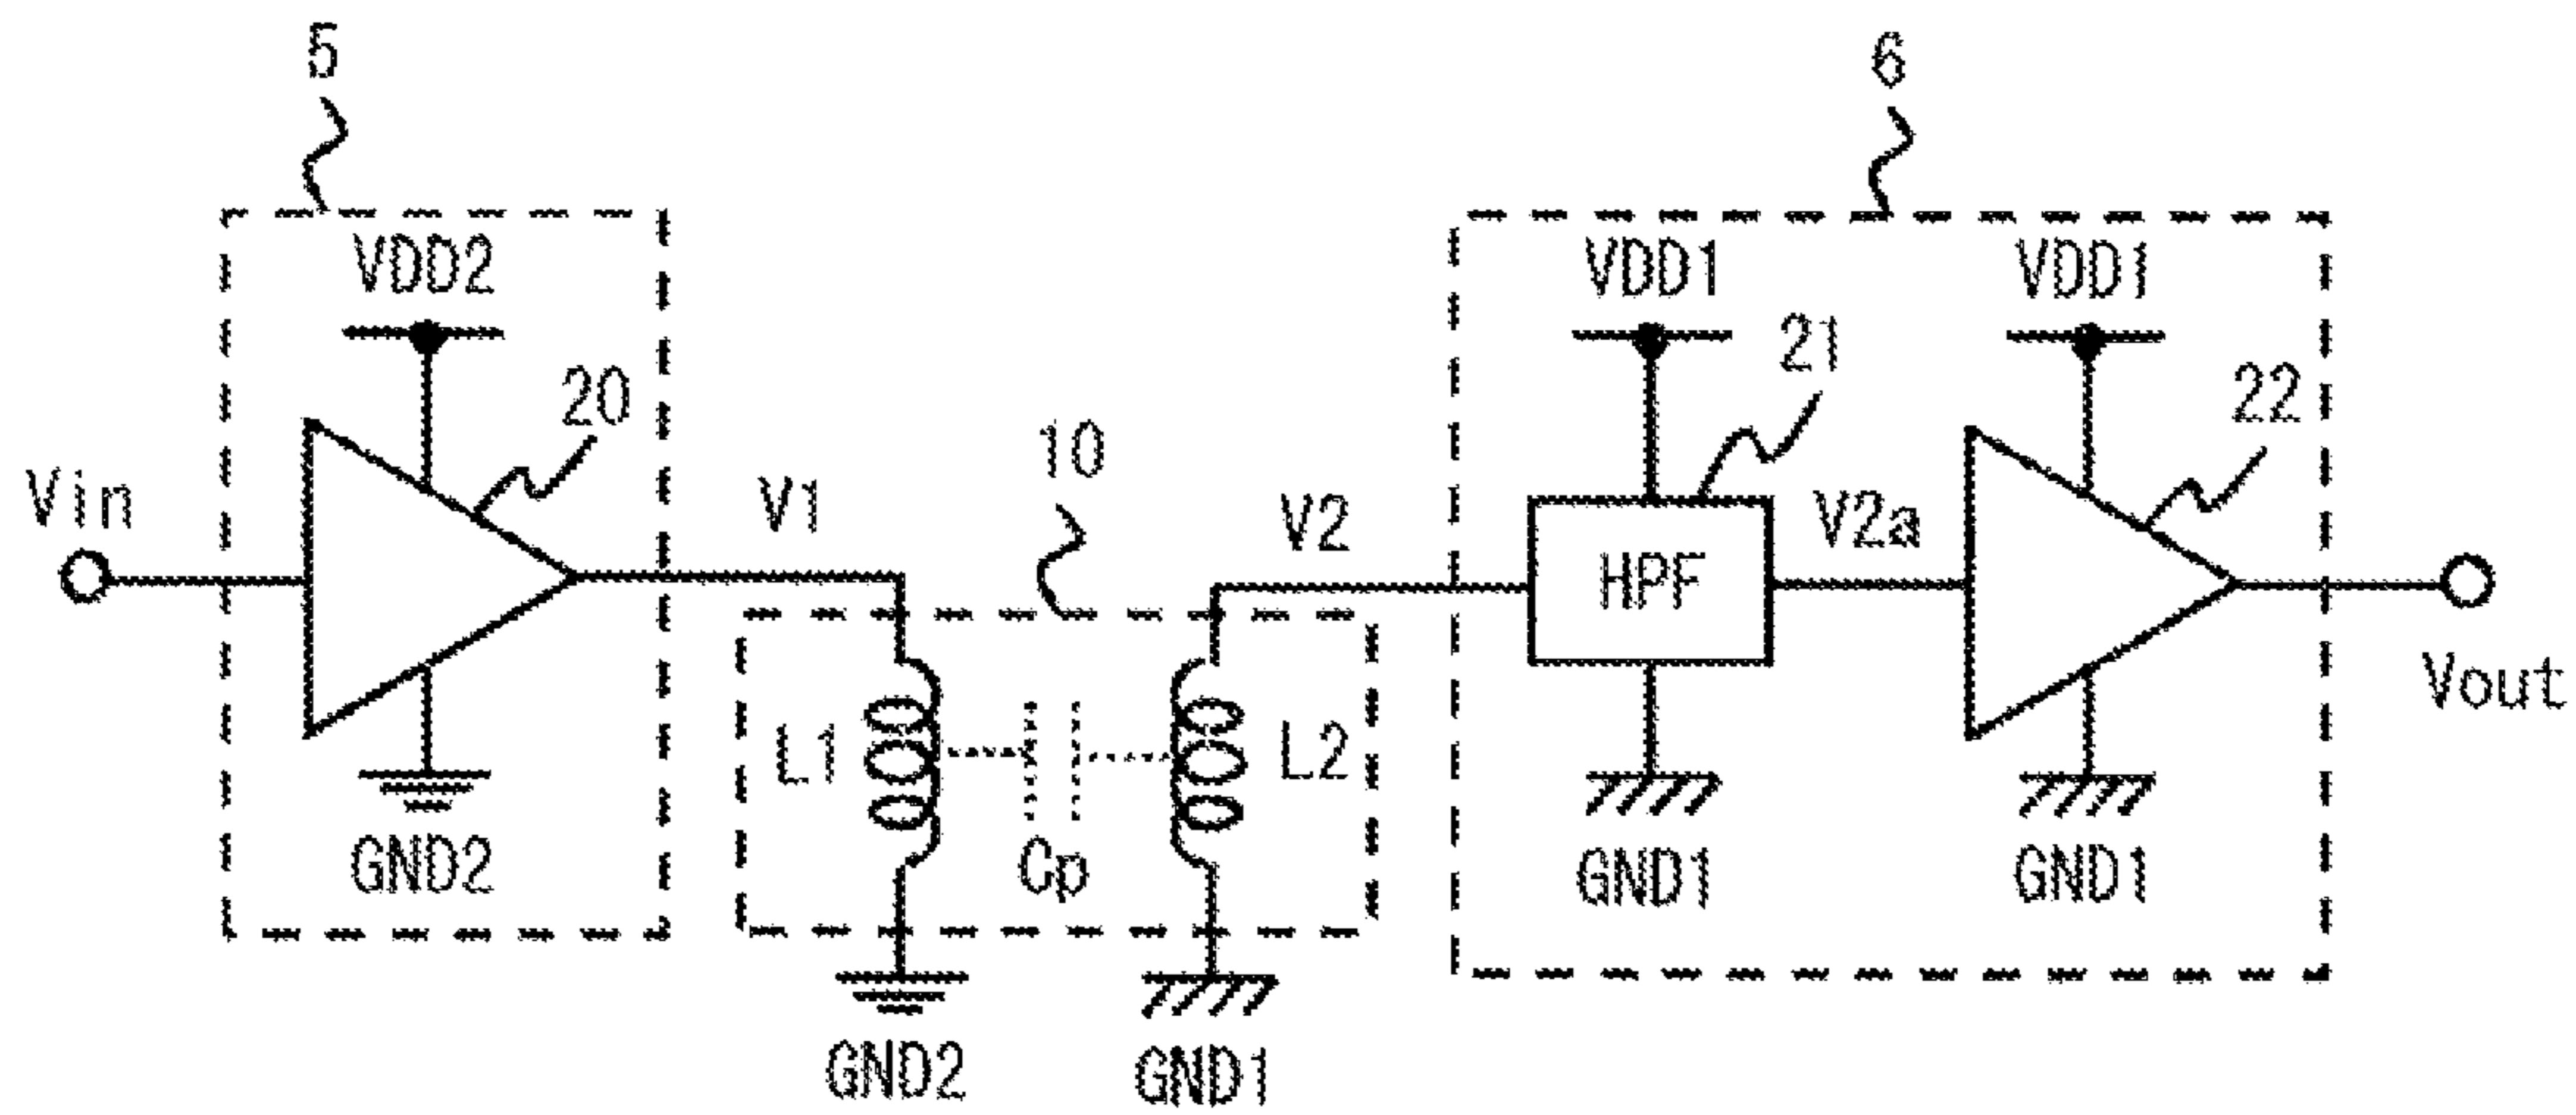 5
6
VDD2
VDD1
VDD1
20
21
22
10
Vin
V1
V2
HPF
V2a
Vout
L1
L2
Cp
GND2
GND1
GND1
GND2
GND1